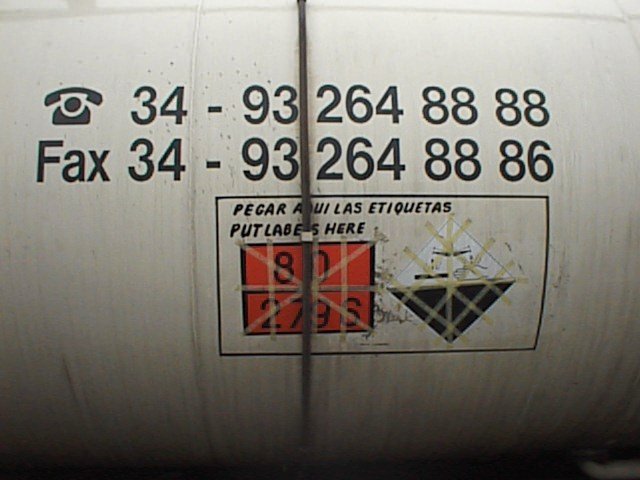 34 - 93 264 88 88
Fax 34 - 93 264 88 86
PEGAR AQUI LAS ETIQUETAS
PUT LABELS HERE
80
2796